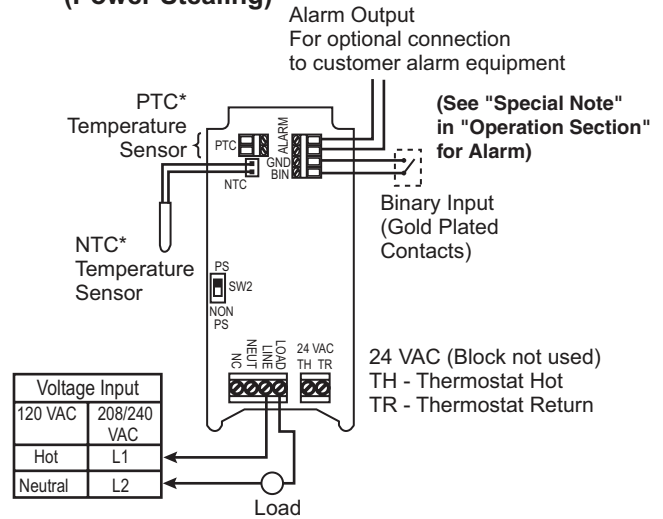 (Power Stealing)
Alarm Output
For optional connection
to customer alarm equipment
(See "Special Note"
in "Operation Section"
for Alarm)
PTC*
Temperature
Sensor
PTC
ALARM
GND
BIN
NTC
Binary Input
(Gold Plated
Contacts)
NTC*
Temperature
Sensor
PS
SW2
NON
PS
NC
NEUT
LINE
LOAD
24 VAC
TH TR
24 VAC (Block not used)
TH - Thermostat Hot
TR - Thermostat Return
Voltage Input
120 VAC 208/240
VAC
Hot L1
Neutral L2
Load